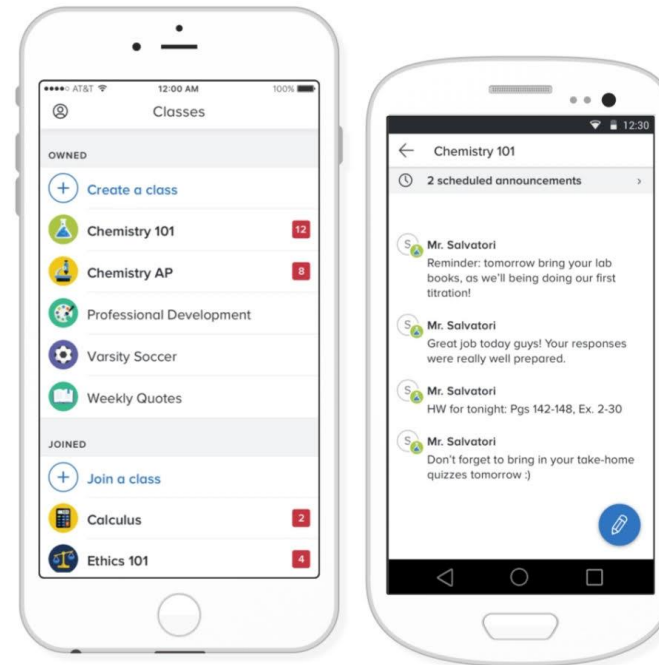 AT&T 12:00 AM 100%
Classes
OWNED
Create a class
Chemistry 101 12
Chemistry AP 8
Professional Development
Varsity Soccer
Weekly Quotes
JOINED
Join a class
Calculus 2
Ethics 101 4
12:30
Chemistry 101
2 scheduled announcements
S Mr. Salvatori
Reminder: tomorrow bring your lab
books, as we'll being doing our first
titration!
S Mr. Salvatori
Great job today guys! Your responses
were really well prepared.
S Mr. Salvatori
HW for tonight: Pgs 142-148, Ex. 2-30
S Mr. Salvatori
Don't forget to bring in your take-home
quizzes tomorrow :)